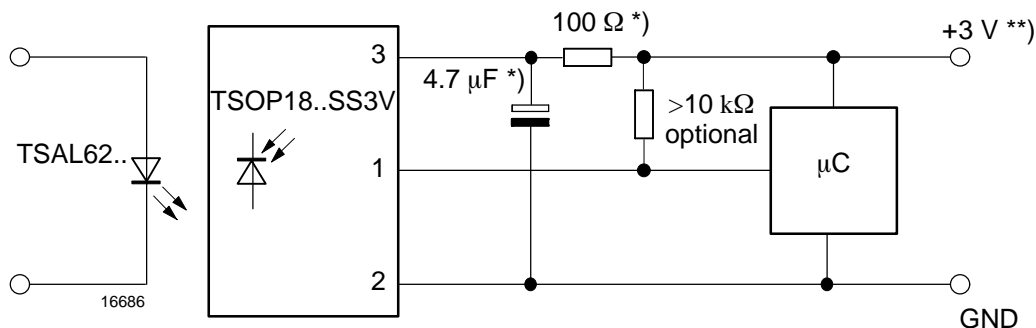 100 Ω *)
+3 V **)
3
4.7 µF *)
TSOP18..SS3V
>10 kΩ
optional
TSAL62..
1
µC
2
16686
GND